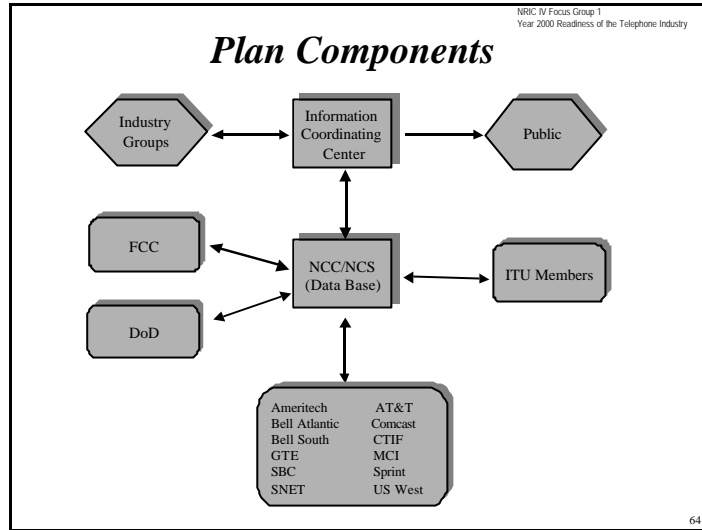 NRIC IV Focus Group 1
Year 2000 Readiness of the Telephone Industry
Plan Components
Industry
Groups
Information
Coordinating
Center
Public
FCC
NCC/NCS
(Data Base)
ITU Members
DoD
Ameritech AT&T
Bell Atlantic Comcast
Bell South CTIF
GTE MCI
SBC Sprint
SNET US West
64